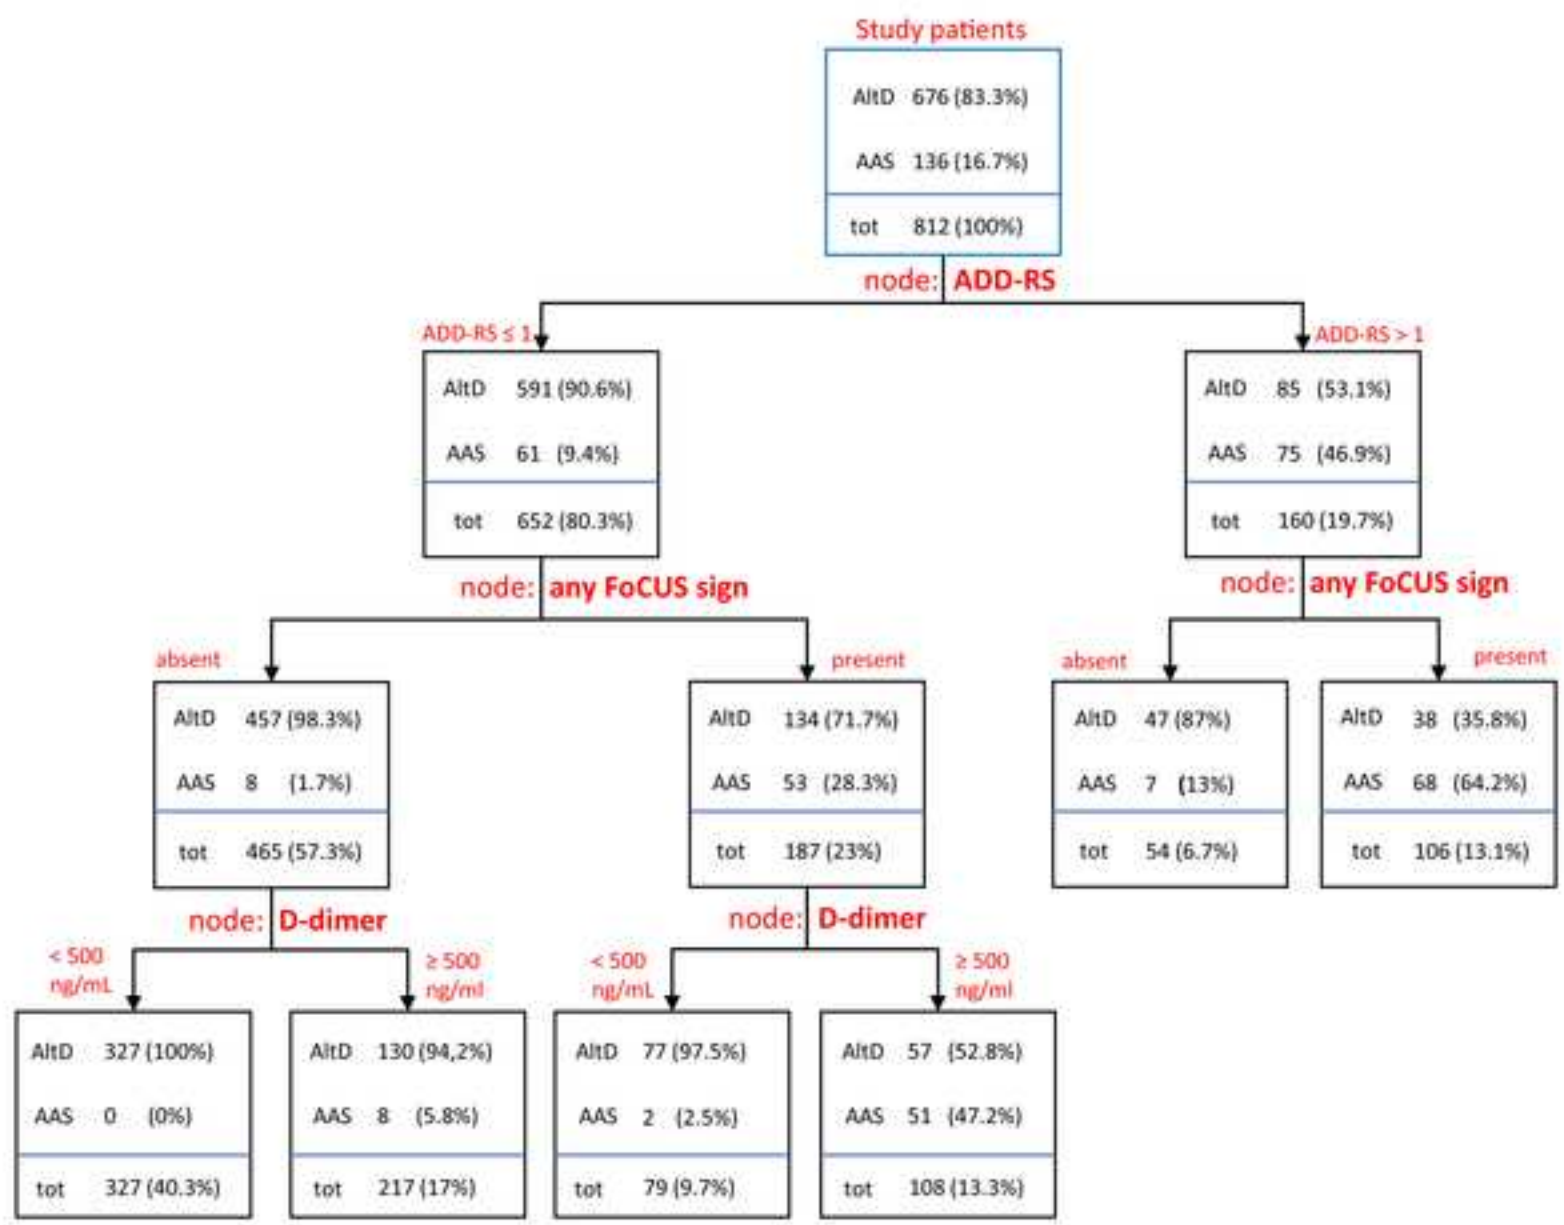 Study patients
AltD 676 (83.3%)
AAS 136 (16.7%)
tot 812 (100%)
node: ADD-RS
ADD-RS ≤ 1
AltD 591 (90.6%)
AAS 61 (9.4%)
tot 652 (80.3%)
ADD-RS > 1
AltD 85 (53.1%)
AAS 75 (46.9%)
tot 160 (19.7%)
node: any FoCUS sign
node: any FoCUS sign
absent
AltD 457 (98.3%)
AAS 8 (1.7%)
tot 465 (57.3%)
present
AltD 134 (71.7%)
AAS 53 (28.3%)
tot 187 (23%)
absent
AltD 47 (87%)
AAS 7 (13%)
tot 54 (6.7%)
present
AltD 38 (35.8%)
AAS 68 (64.2%)
tot 106 (13.1%)
node: D-dimer
node: D-dimer
< 500
ng/mL
AltD 327 (100%)
AAS 0 (0%)
tot 327 (40.3%)
≥ 500
ng/ml
AltD 130 (94,2%)
AAS 8 (5.8%)
tot 217 (17%)
< 500
ng/mL
AltD 77 (97.5%)
AAS 2 (2.5%)
tot 79 (9.7%)
≥ 500
ng/ml
AltD 57 (52.8%)
AAS 51 (47.2%)
tot 108 (13.3%)